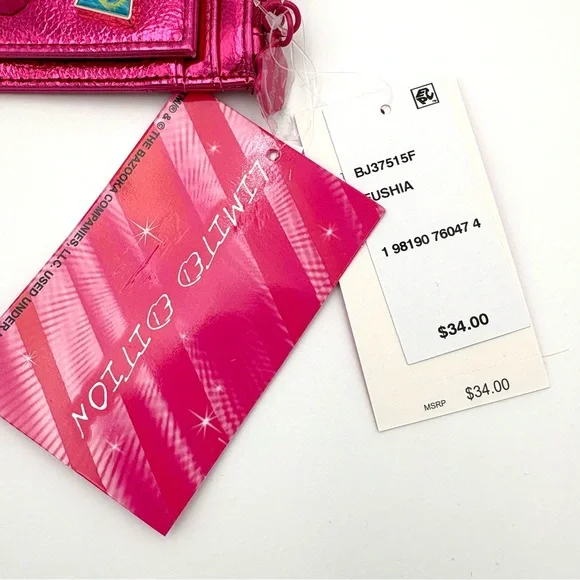 TM/© & © THE BAZOOKA COMPANIES, LLC. USED UNDER
LIMITED EDITION
BJ37515F
FUSHIA
1 98190 76047 4
$34.00
MSRP $34.00